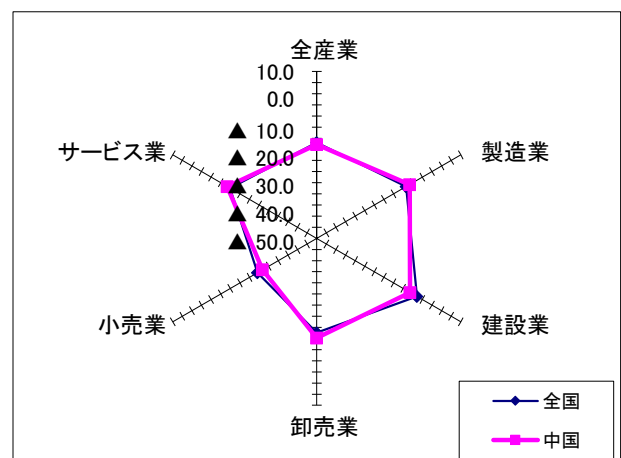 全産業
10.0
0.0
▲ 10.0
▲ 20.0
▲ 30.0
▲ 40.0
▲ 50.0
製造業
建設業
卸売業
小売業
サービス業
全国
中国